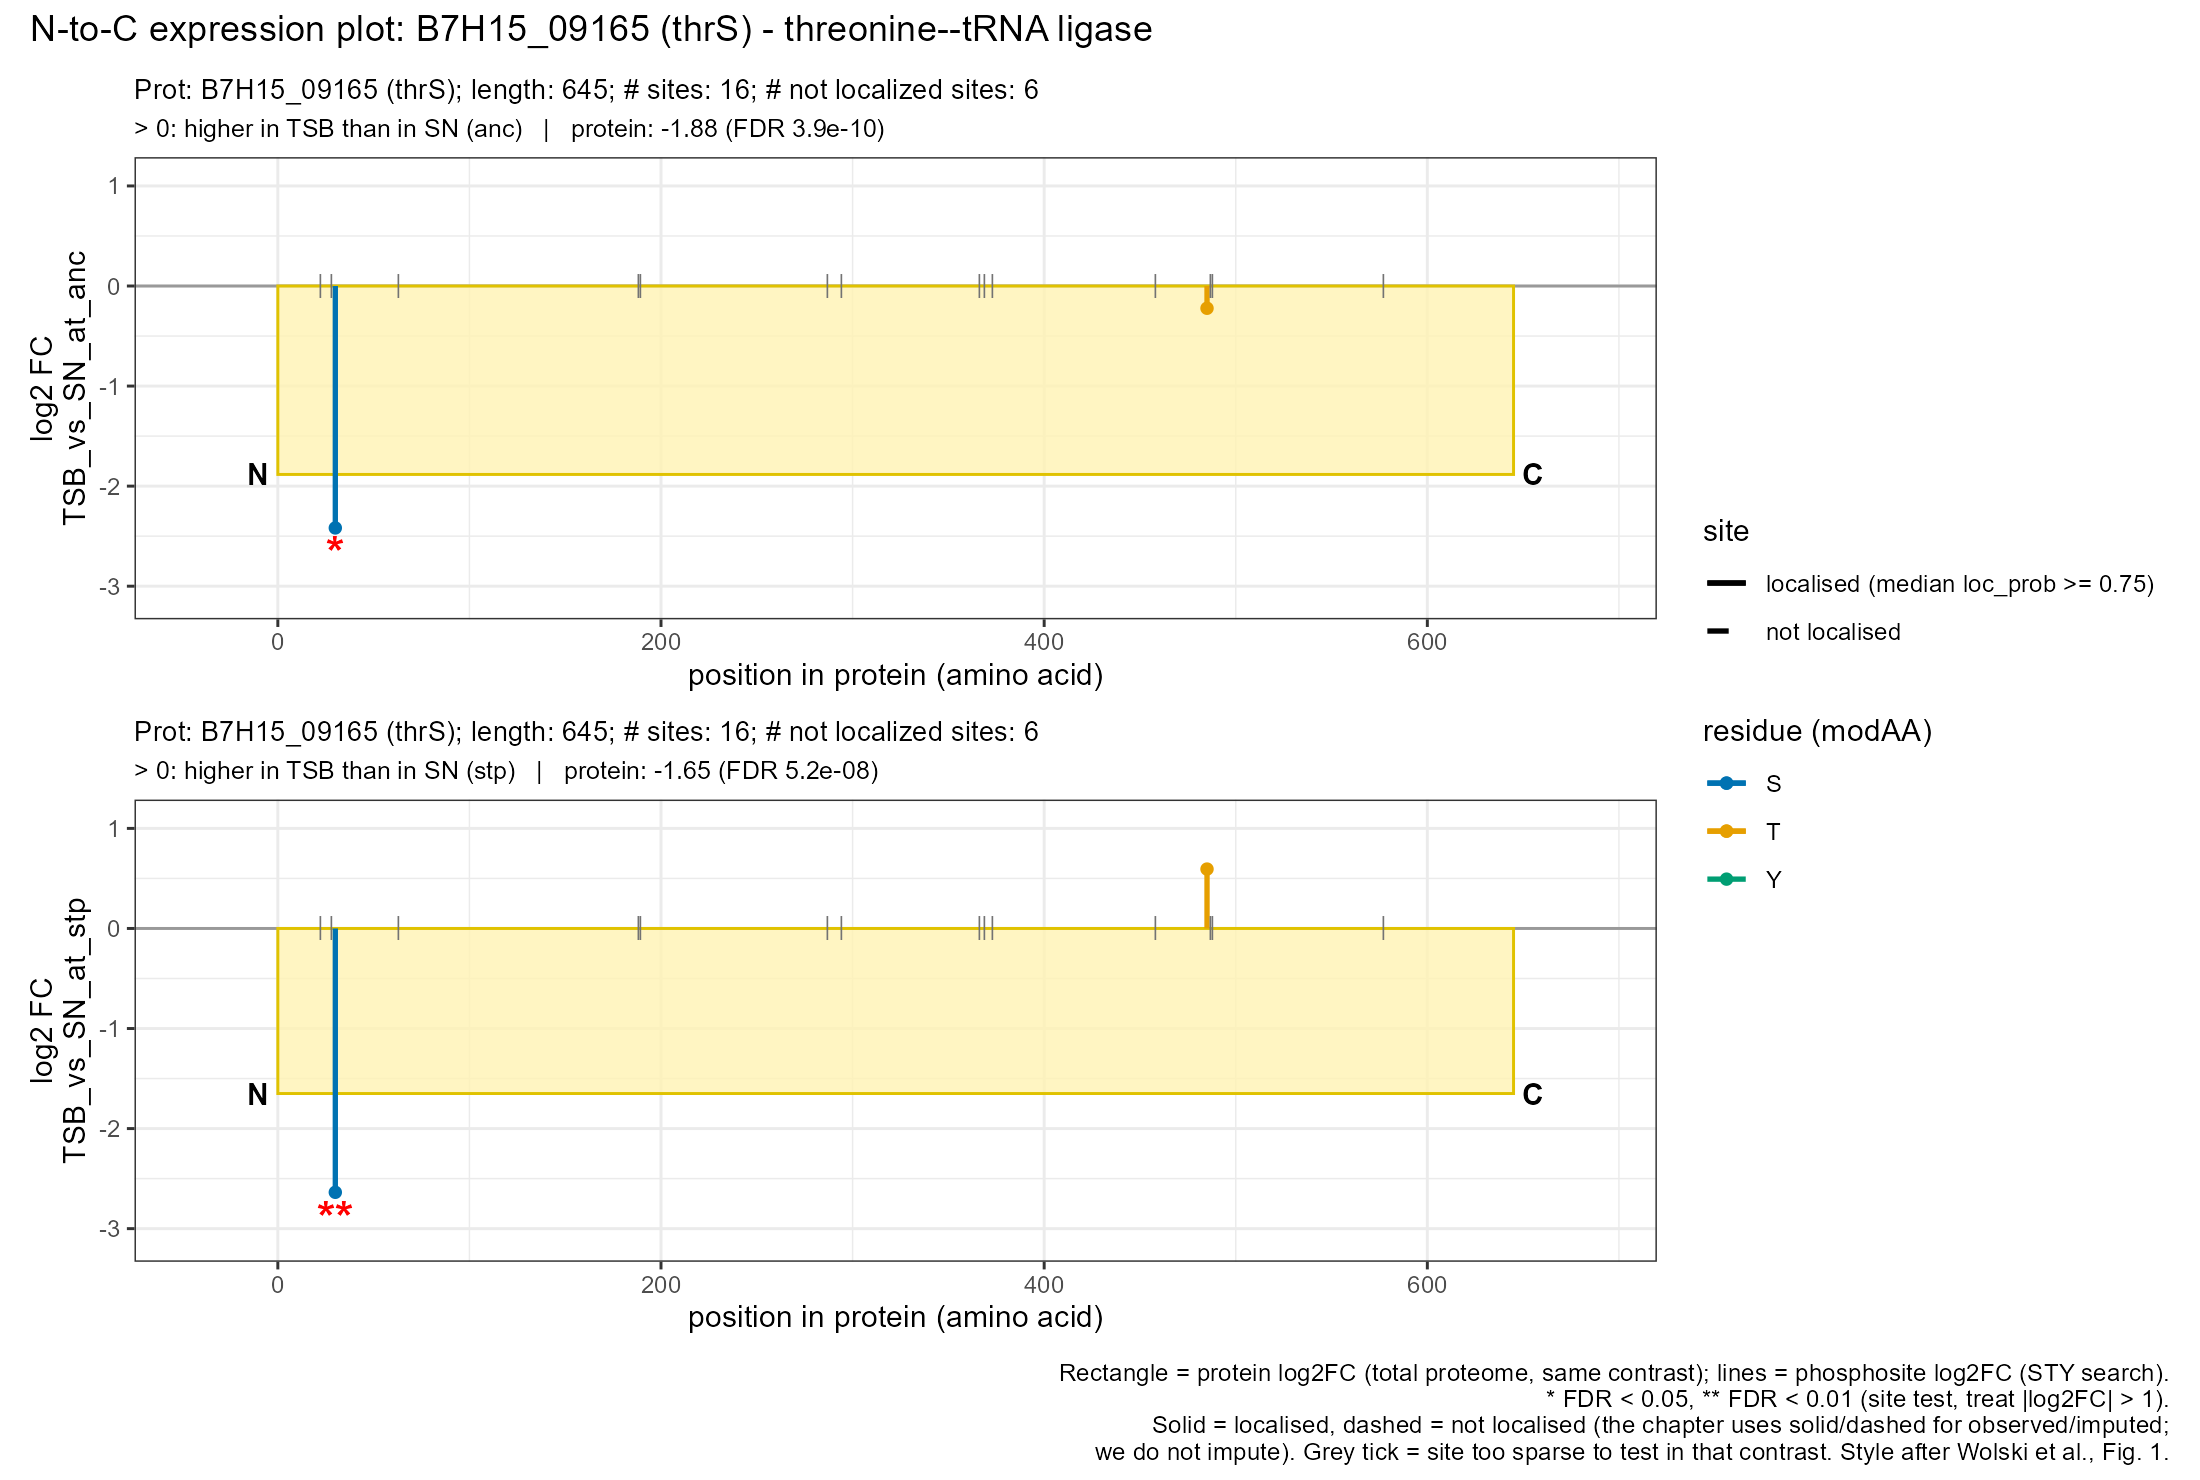 N-to-C expression plot: B7H15_09165 (thrS) - threonine--tRNA ligase
Prot: B7H15_09165 (thrS); length: 645; # sites: 16; # not localized sites: 6
> 0: higher in TSB than in SN (anc)   |   protein: -1.88 (FDR 3.9e-10)
log2 FC
TSB_vs_SN_at_anc
1
0
-1
-2
-3
N
C
*
0
200
400
600
position in protein (amino acid)
Prot: B7H15_09165 (thrS); length: 645; # sites: 16; # not localized sites: 6
> 0: higher in TSB than in SN (stp)   |   protein: -1.65 (FDR 5.2e-08)
log2 FC
TSB_vs_SN_at_stp
1
0
-1
-2
-3
N
C
**
0
200
400
600
position in protein (amino acid)
site
localised (median loc_prob >= 0.75)
not localised
residue (modAA)
S
T
Y
Rectangle = protein log2FC (total proteome, same contrast); lines = phosphosite log2FC (STY search).
* FDR < 0.05, ** FDR < 0.01 (site test, treat |log2FC| > 1).
Solid = localised, dashed = not localised (the chapter uses solid/dashed for observed/imputed;
we do not impute). Grey tick = site too sparse to test in that contrast. Style after Wolski et al., Fig. 1.